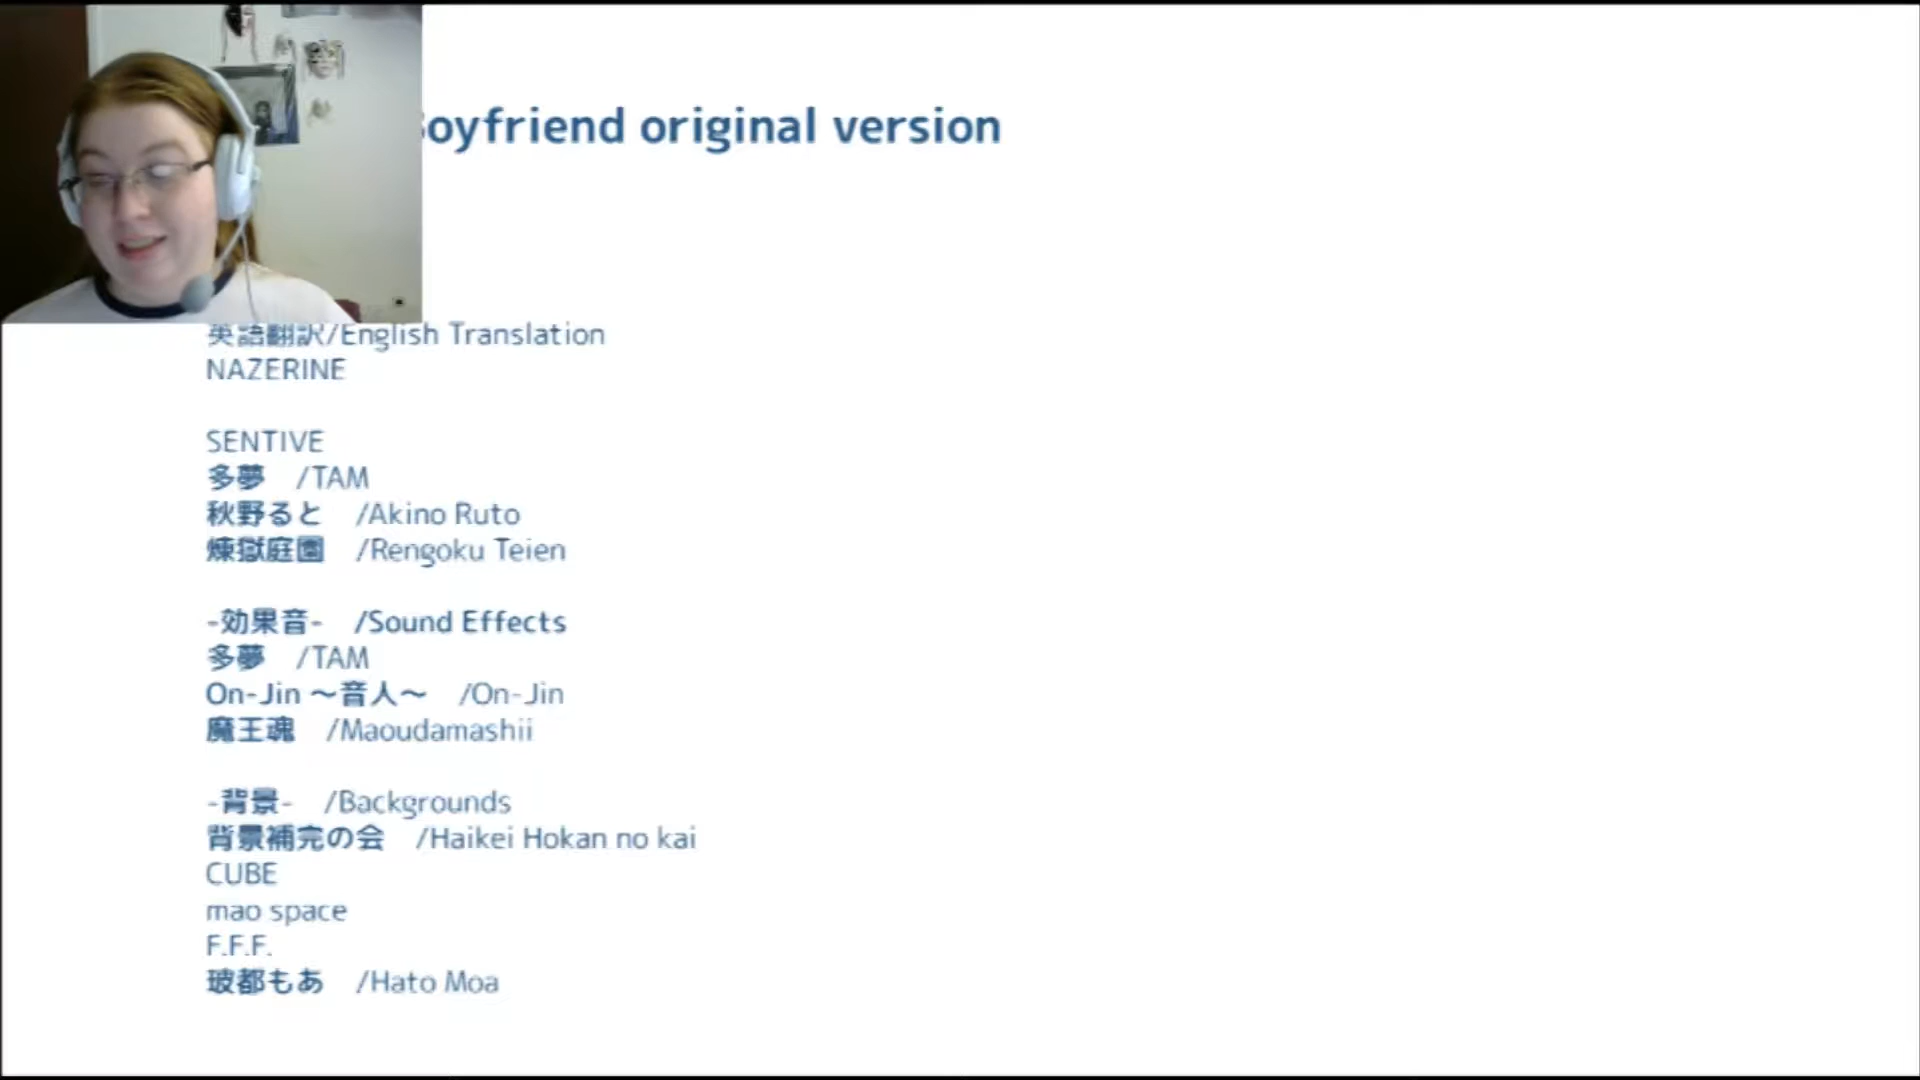 oyfriend original version
英語翻訳/English Translation
NAZERINE
SENTIVE
多夢 /TAM
秋野ると /Akino Ruto
煉獄庭園 /Rengoku Teien
-効果音- /Sound Effects
多夢 /TAM
On-Jin ～音人～ /On-Jin
魔王魂 /Maoudamashii
-背景- /Backgrounds
背景補完の会 /Haikei Hokan no kai
CUBE
mao space
F.F.F.
玻都もあ /Hato Moa